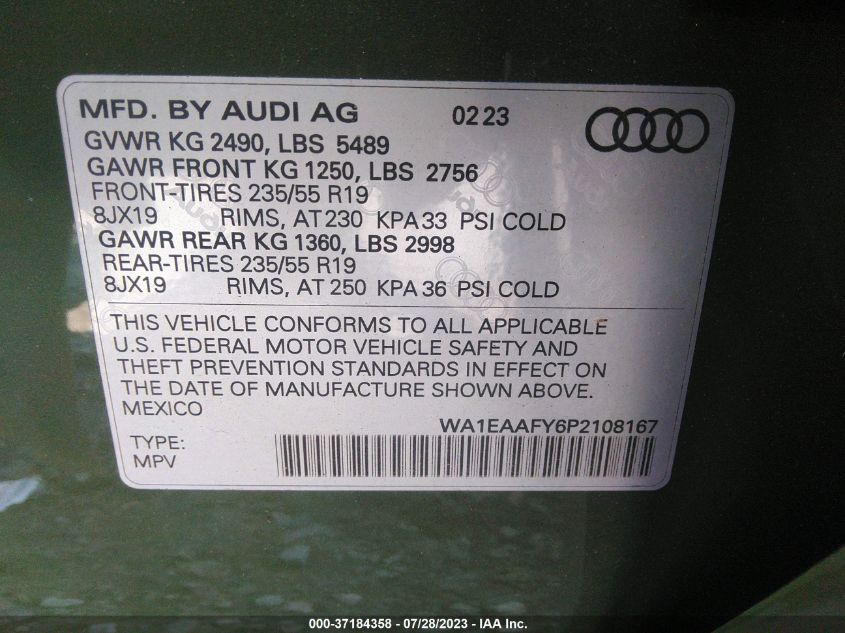 MFD. BY AUDI AG 02 23
GVWR KG 2490, LBS 5489
GAWR FRONT KG 1250, LBS 2756
FRONT-TIRES 235/55 R19
8JX19 RIMS, AT 230 KPA 33 PSI COLD
GAWR REAR KG 1360, LBS 2998
REAR-TIRES 235/55 R19
8JX19 RIMS, AT 250 KPA 36 PSI COLD
THIS VEHICLE CONFORMS TO ALL APPLICABLE
U.S. FEDERAL MOTOR VEHICLE SAFETY AND
THEFT PREVENTION STANDARDS IN EFFECT ON
THE DATE OF MANUFACTURE SHOWN ABOVE.
MEXICO
WA1EAAFY6P2108167
TYPE:
MPV
000-37184358 - 07/28/2023 - IAA Inc.